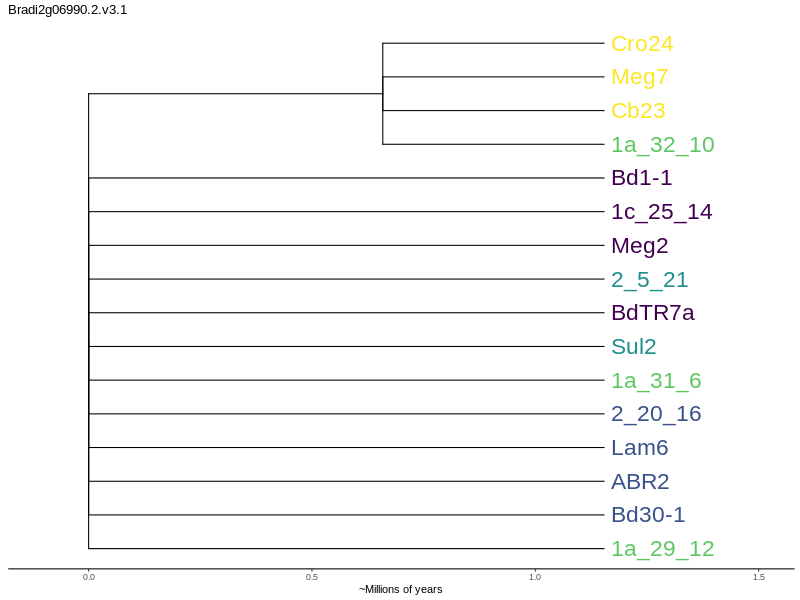 Bradi2g06990.2.v3.1
Cro24
Meg7
Cb23
1a_32_10
Bd1-1
1c_25_14
Meg2
2_5_21
BdTR7a
Sul2
1a_31_6
2_20_16
Lam6
ABR2
Bd30-1
1a_29_12
0.0 0.5 1.0 1.5
~Millions of years